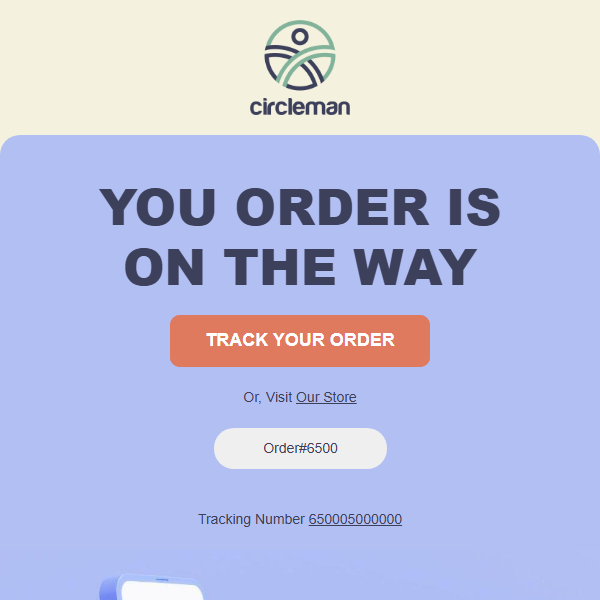 circleman
YOU ORDER IS
ON THE WAY
TRACK YOUR ORDER
Or, Visit Our Store
Order#6500
Tracking Number 650005000000